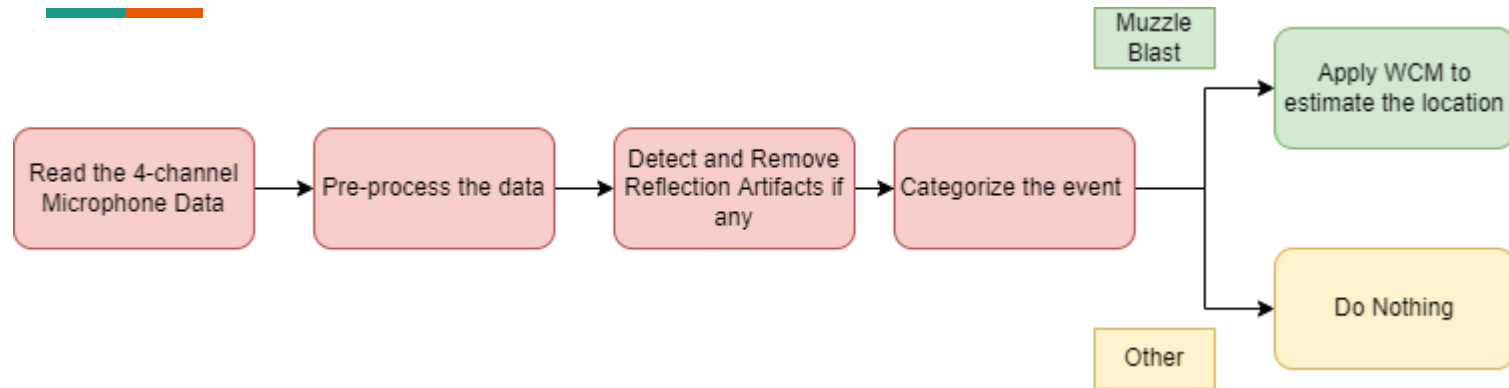 Read the 4-channel
Microphone Data
Pre-process the data
Detect and Remove
Reflection Artifacts if
any
Categorize the event
Muzzle
Blast
Apply WCM to
estimate the location
Other
Do Nothing